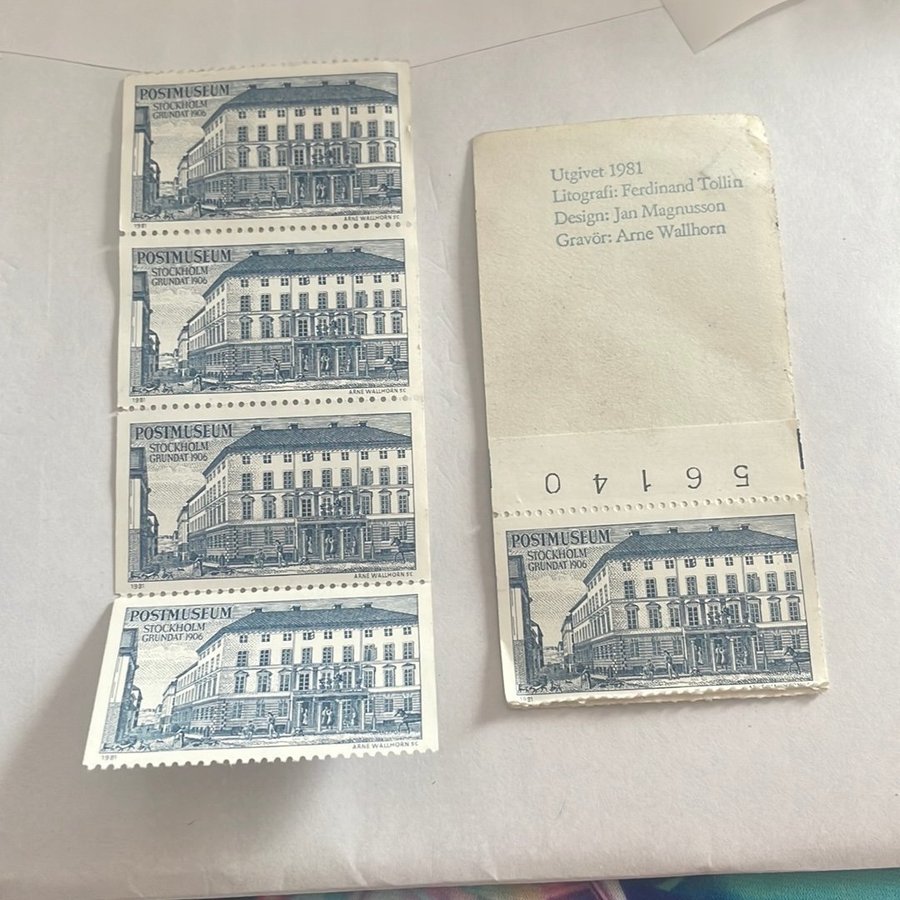 POSTMUSEUM
STOCKHOLM
GRUNDAT 1906
1981
ARNE WALLHORN SC
POSTMUSEUM
STOCKHOLM
GRUNDAT 1906
1981
ARNE WALLHORN SC
POSTMUSEUM
STOCKHOLM
GRUNDAT 1906
1981
ARNE WALLHORN SC
POSTMUSEUM
STOCKHOLM
GRUNDAT 1906
1981
ARNE WALLHORN SC
Utgivet 1981
Litografi: Ferdinand Tollin
Design: Jan Magnusson
Gravör: Arne Wallhorn
041695
POSTMUSEUM
STOCKHOLM
GRUNDAT 1906